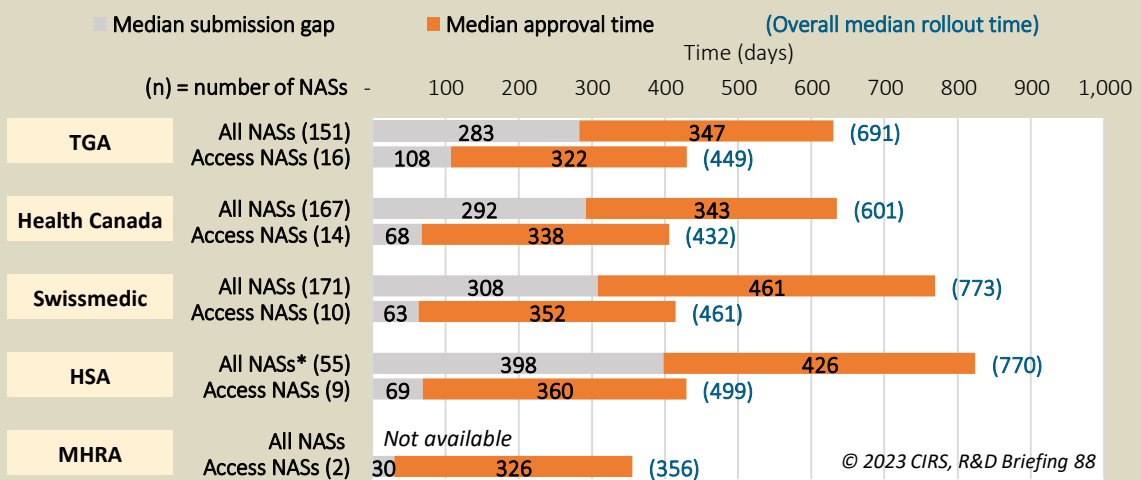 Median submission gap Median approval time (Overall median rollout time)
Time (days)
(n) = number of NASs - 100 200 300 400 500 600 700 800 900 1,000
TGA
All NASs (151) 283 347 (691)
Access NASs (16) 108 322 (449)
Health Canada
All NASs (167) 292 343 (601)
Access NASs (14) 68 338 (432)
Swissmedic
All NASs (171) 308 461 (773)
Access NASs (10) 63 352 (461)
HSA
All NASs* (55) 398 426 (770)
Access NASs (9) 69 360 (499)
MHRA
All NASs Not available
Access NASs (2) 30 326 (356)
© 2023 CIRS, R&D Briefing 88